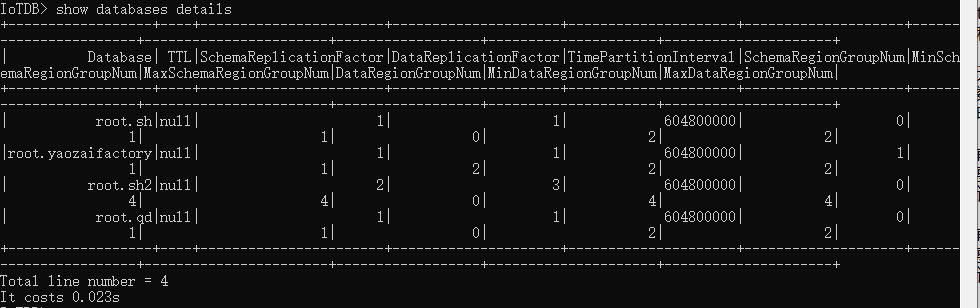 IoTDB> show databases details
+-------------------+----+-----------------------+---------------------+---------------------+--------------------+------
--------------------+--------------------+------------------+---------------------+---------------------+
|           Database| TTL|SchemaReplicationFactor|DataReplicationFactor|TimePartitionInterval|SchemaRegionGroupNum|MinSch
emaRegionGroupNum|MaxSchemaRegionGroupNum|DataRegionGroupNum|MinDataRegionGroupNum|MaxDataRegionGroupNum|
+-------------------+----+-----------------------+---------------------+---------------------+--------------------+------
--------------------+--------------------+------------------+---------------------+---------------------+
|            root.sh|null|                      1|                    1|            604800000|                   0|
                1|                      1|                 0|                    2|                    2|
|root.yaozaifactory|null|                      1|                    1|            604800000|                   1|
                1|                      1|                 2|                    2|                    2|
|           root.sh2|null|                      2|                    3|            604800000|                   0|
                4|                      4|                 0|                    4|                    4|
|            root.qd|null|                      1|                    1|            604800000|                   0|
                1|                      1|                 0|                    2|                    2|
+-------------------+----+-----------------------+---------------------+---------------------+--------------------+------
--------------------+--------------------+------------------+---------------------+---------------------+
Total line number = 4
It costs 0.023s